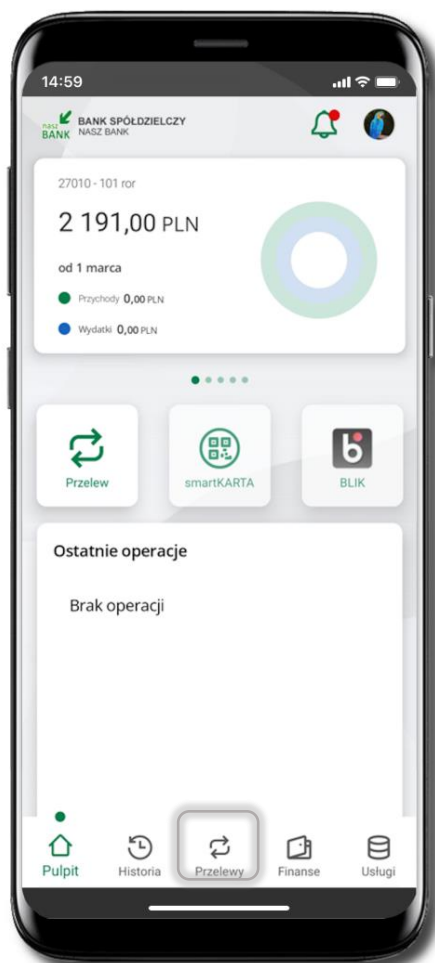 14:59
nasz BANK BANK SPÓŁDZIELCZY
NASZ BANK
27010 - 101 ror
2 191,00 PLN
od 1 marca
Przychody 0,00 PLN
Wydatki 0,00 PLN
Przelew smartKARTA BLIK
Ostatnie operacje
Brak operacji
Pulpit Historia Przelewy Finanse Usługi